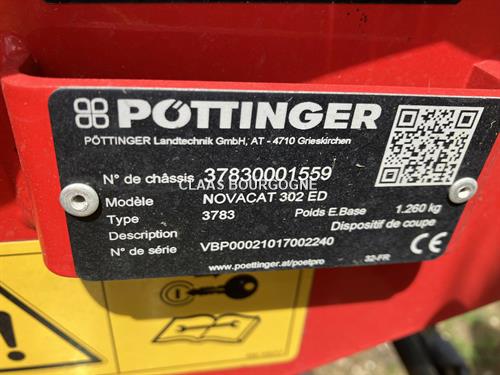 PÖTTINGER
PÖTTINGER Landtechnik GmbH, AT - 4710 Grieskirchen
N° de châssis 37830001559
CLAAS BOURGOGNE
Modèle NOVACAT 302 ED
Type 3783 Poids E.Base 1.260 kg
Description Dispositif de coupe
N° de série VBP00021017002240
www.poettinger.at/poetpro 32-FR
CE